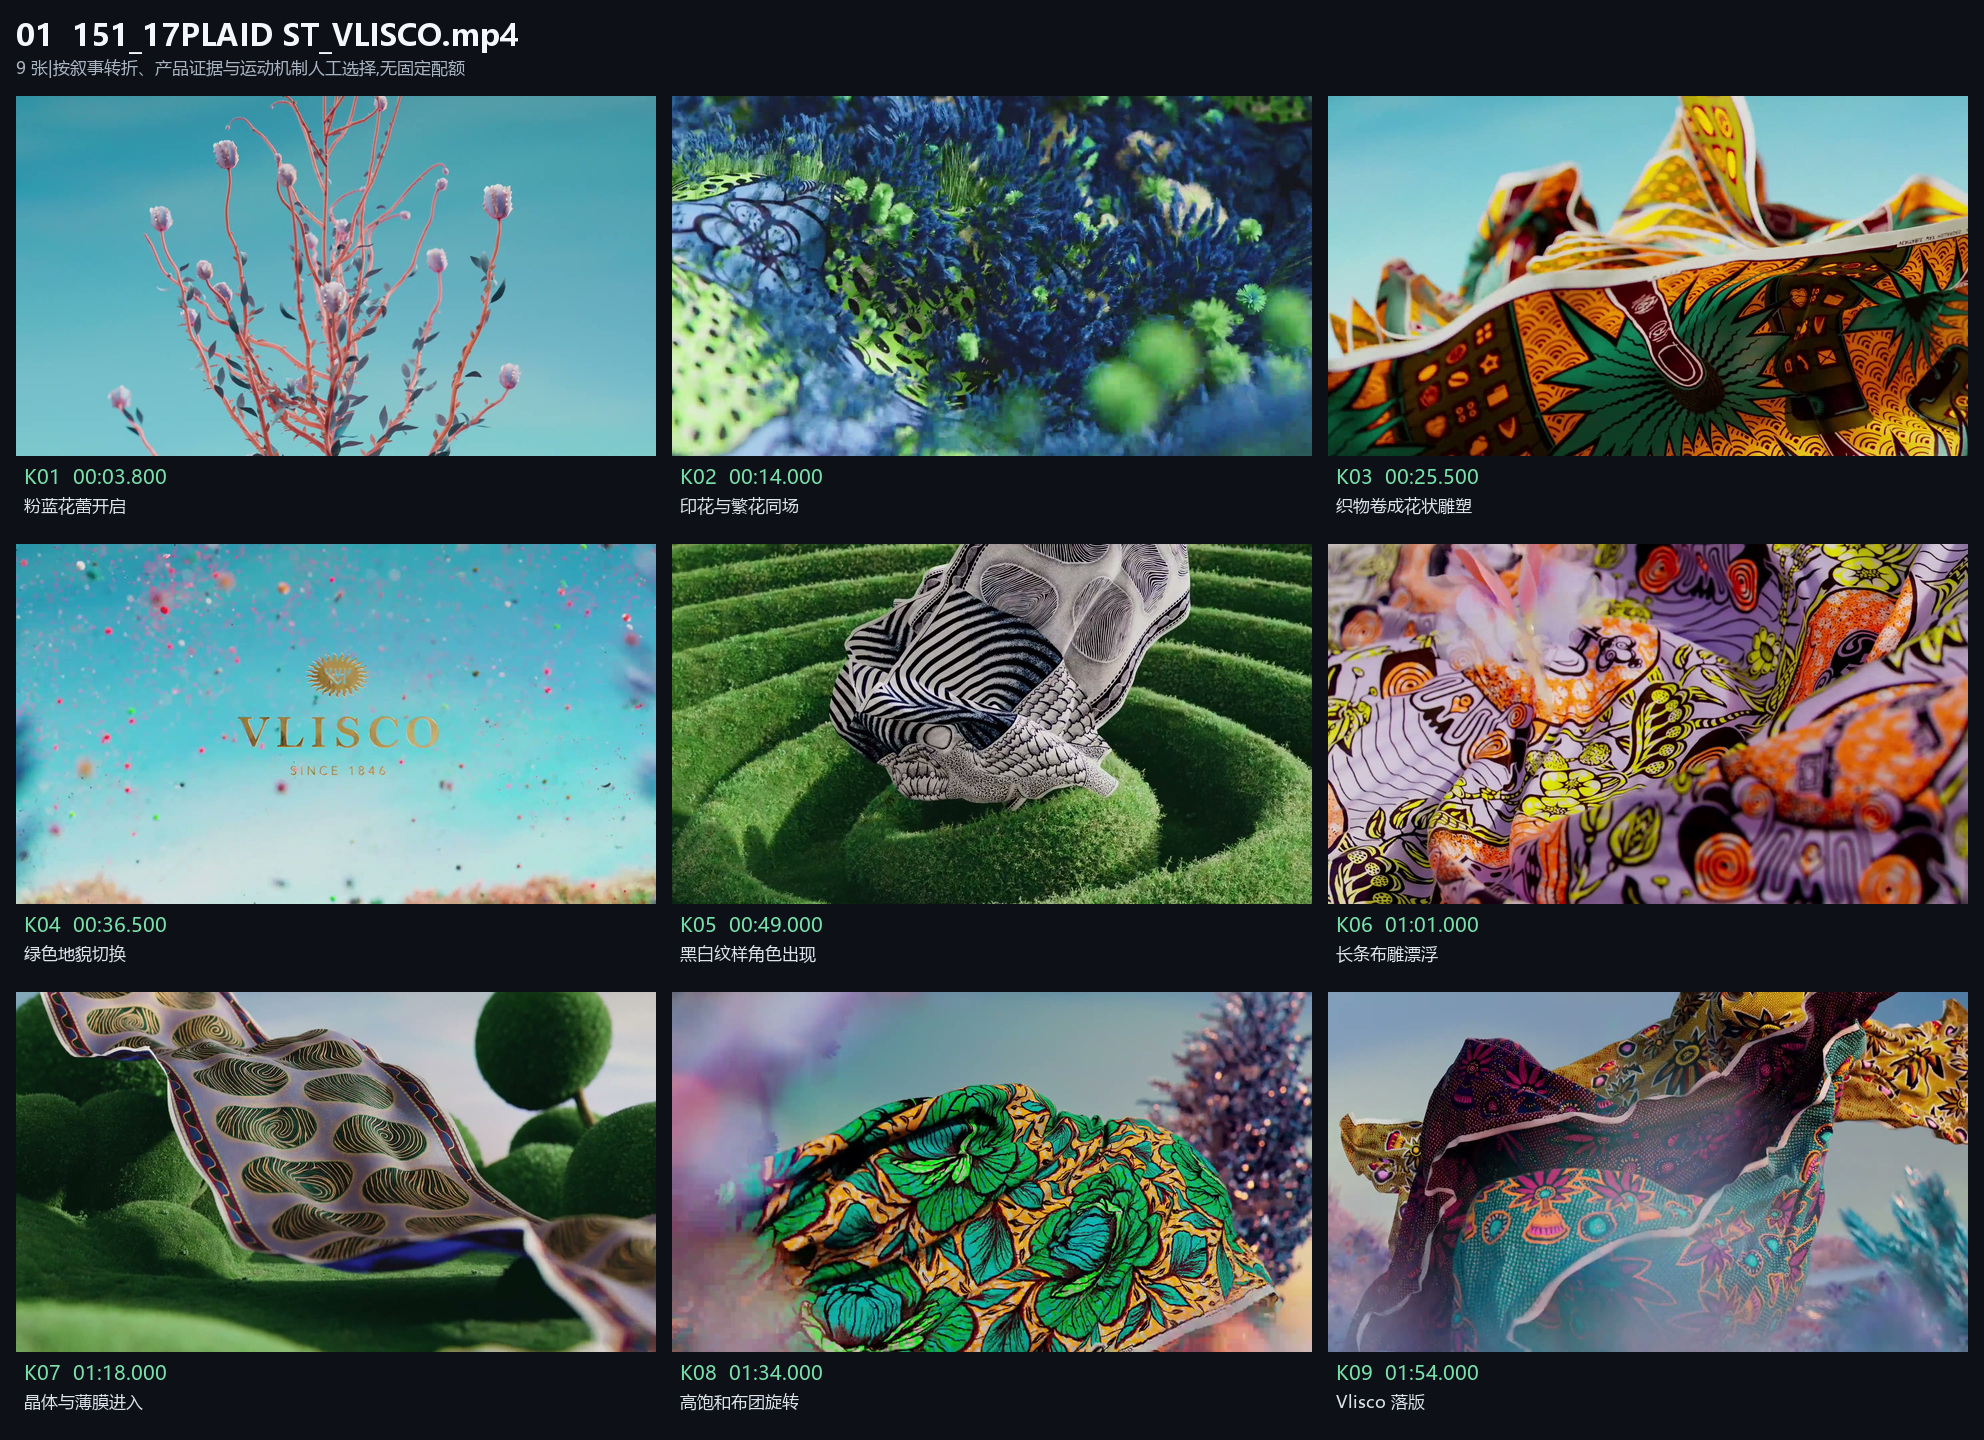 01 151_17PLAID ST_VLISCO.mp4
9 张|按叙事转折、产品证据与运动机制人工选择,无固定配额
K01 00:03.800
粉蓝花蕾开启
K02 00:14.000
印花与繁花同场
K03 00:25.500
织物卷成花状雕塑
VLISCO
SINCE 1846
K04 00:36.500
绿色地貌切换
K05 00:49.000
黑白纹样角色出现
K06 01:01.000
长条布雕漂浮
K07 01:18.000
晶体与薄膜进入
K08 01:34.000
高饱和布团旋转
K09 01:54.000
Vlisco 落版